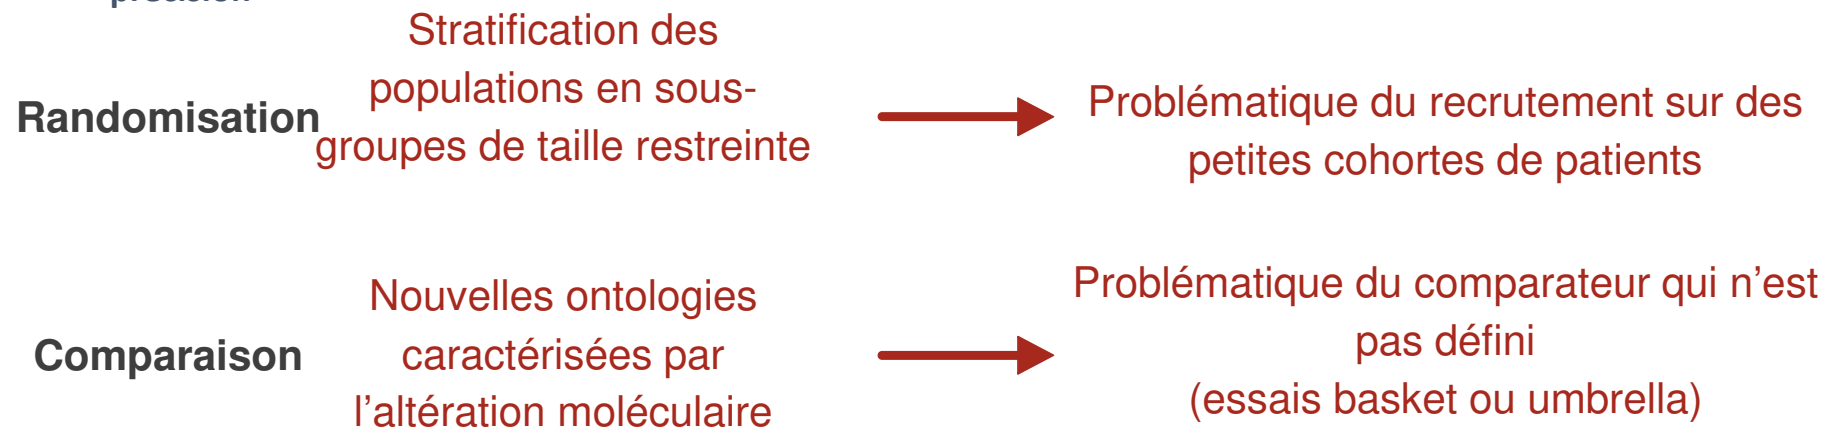 précision
Stratification des
populations en sous-
groupes de taille restreinte
Randomisation
Problématique du recrutement sur des
petites cohortes de patients
Nouvelles ontologies
caractérisées par
l’altération moléculaire
Comparaison
Problématique du comparateur qui n’est
pas défini
(essais basket ou umbrella)